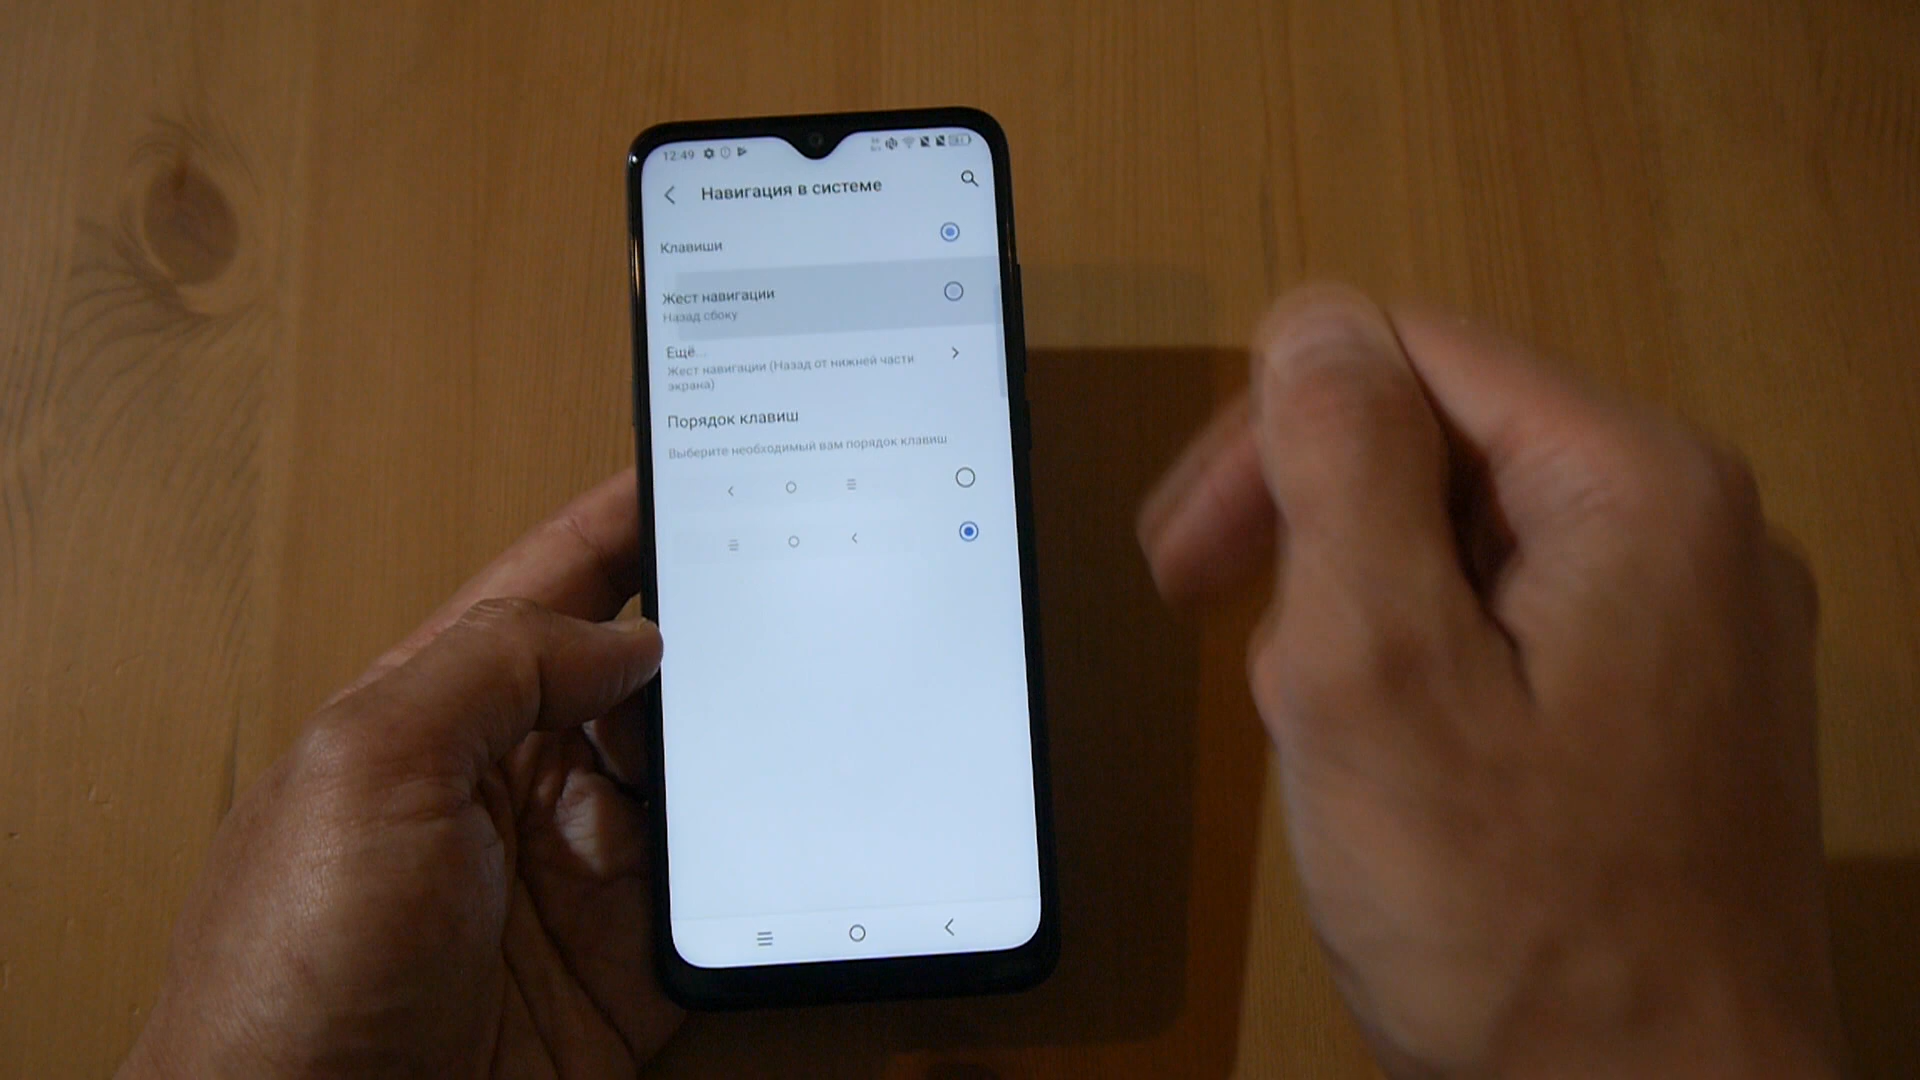 12:49
Навигация в системе
Клавиши
Жест навигации
Назад сбоку
Ещё...
Жест навигации (Назад от нижней части
экрана)
Порядок клавиш
Выберите необходимый вам порядок клавиш